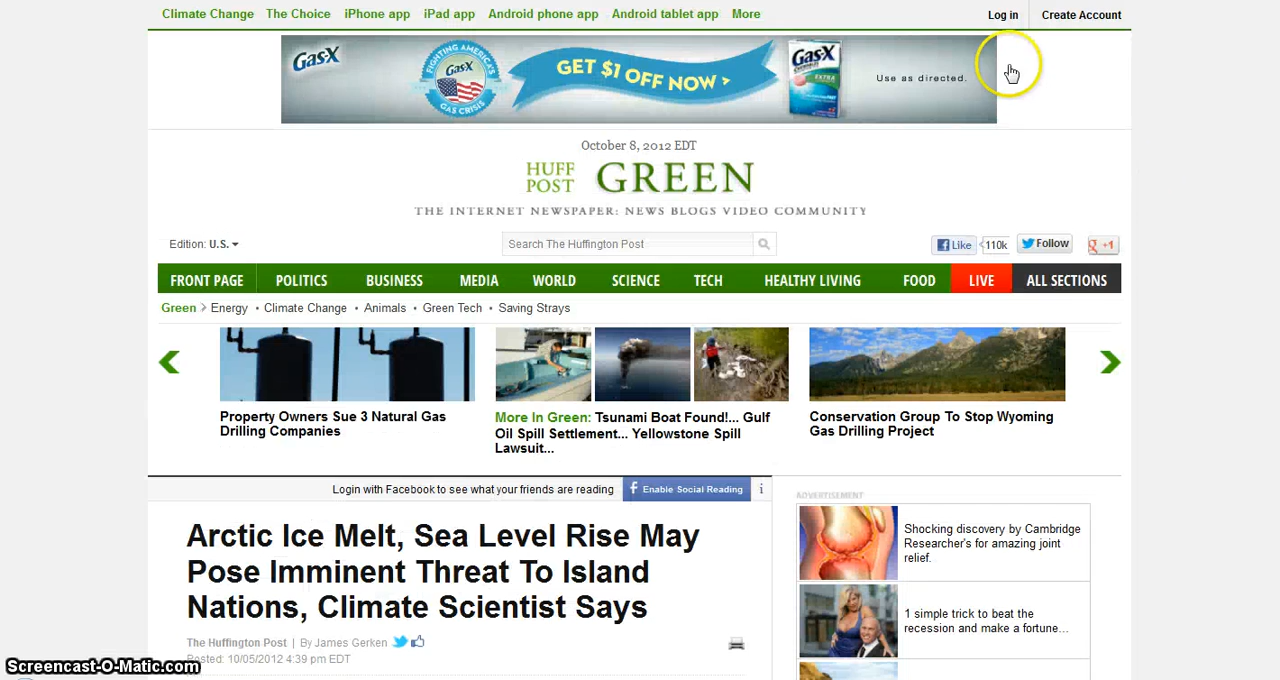 Climate Change The Choice iPhone app iPad app Android phone app Android tablet app More Log in Create Account
Gas-X
FIGHTING AMERICA'S
Gas-X
GAS CRISIS
GET $1 OFF NOW >
Gas-X
EXTRA
Use as directed.
October 8, 2012 EDT
HUFF
POST
GREEN
THE INTERNET NEWSPAPER: NEWS BLOGS VIDEO COMMUNITY
Edition: U.S.
Search The Huffington Post
Like 110k Follow +1
FRONT PAGE POLITICS BUSINESS MEDIA WORLD SCIENCE TECH HEALTHY LIVING FOOD LIVE ALL SECTIONS
Green > Energy • Climate Change • Animals • Green Tech • Saving Strays
Property Owners Sue 3 Natural Gas
Drilling Companies
More In Green: Tsunami Boat Found!... Gulf
Oil Spill Settlement... Yellowstone Spill
Lawsuit...
Conservation Group To Stop Wyoming
Gas Drilling Project
Login with Facebook to see what your friends are reading
f Enable Social Reading
i
Arctic Ice Melt, Sea Level Rise May
Pose Imminent Threat To Island
Nations, Climate Scientist Says
The Huffington Post | By James Gerken
Posted: 10/05/2012 4:39 pm EDT
ADVERTISEMENT
Shocking discovery by Cambridge
Researcher's for amazing joint
relief.
1 simple trick to beat the
recession and make a fortune...
Screencast-O-Matic.com